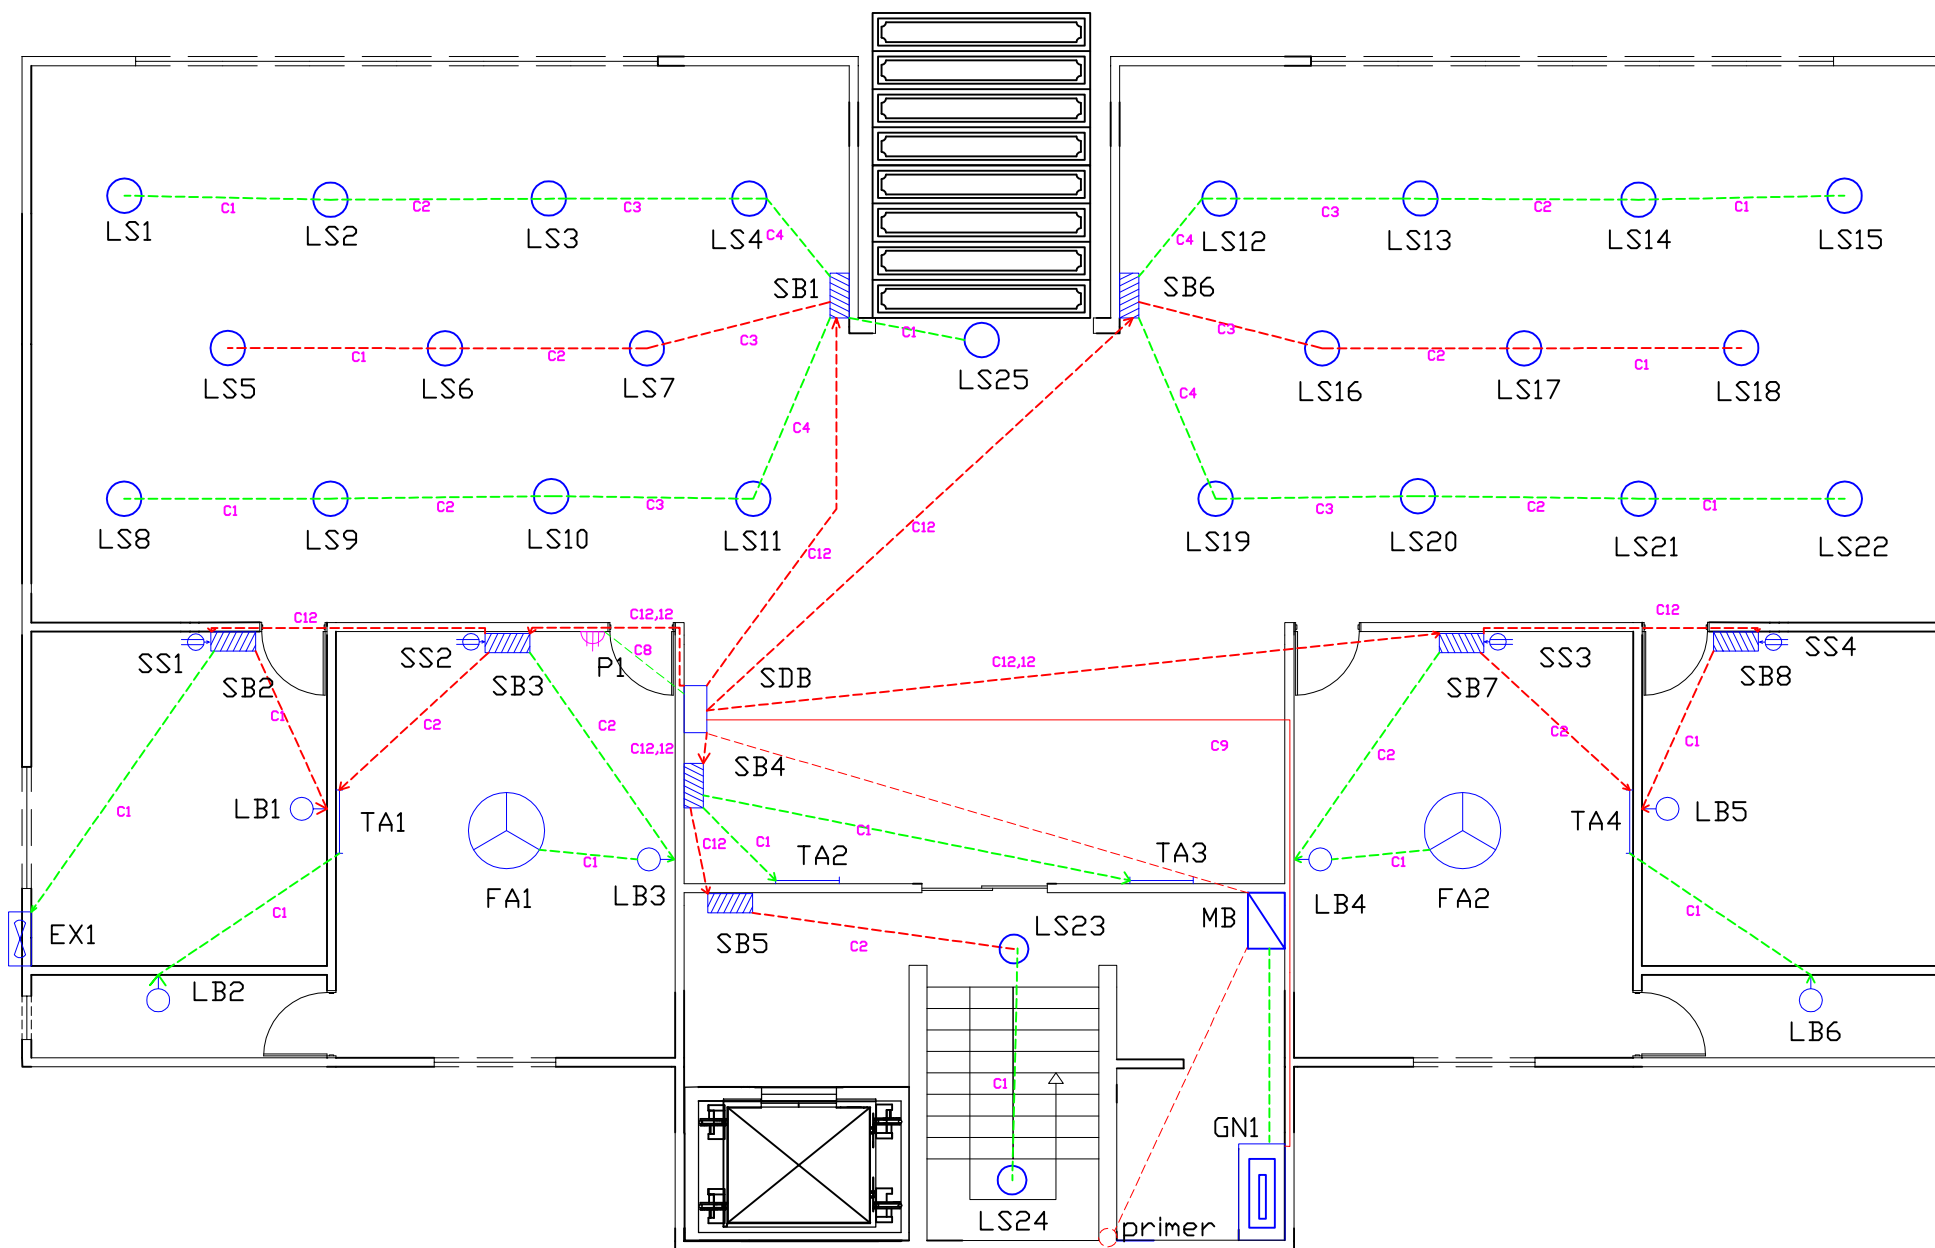 C1 C2 C3 C3 C2 C1
LS1 LS2 LS3 LS4 C4 C4 LS12 LS13 LS14 LS15
SB1 SB6
C1 C2 C3 C1 C3 C2 C1
LS5 LS6 LS7 LS25 LS16 LS17 LS18
C4 C4
C1 C2 C3 C3 C2 C1
LS8 LS9 LS10 LS11 C12 C12 LS19 LS20 LS21 LS22
C12 C12,12 C12
SS1 SS2 P1 C8 C12,12 SS3 SS4
SB2 SB3 SDB SB7 SB8
C1 C2 C2 C12,12 C9 C2 C2 C1
SB4
C1 LB1 TA1 C12 C1 C1 TA4 LB5
C1 TA2 TA3 C1
FA1 LB3 LB4 FA2
EX1 C1 SB5 LS23 MB C1
C2
LB2 LB6
C1
GN1
LS24 primer